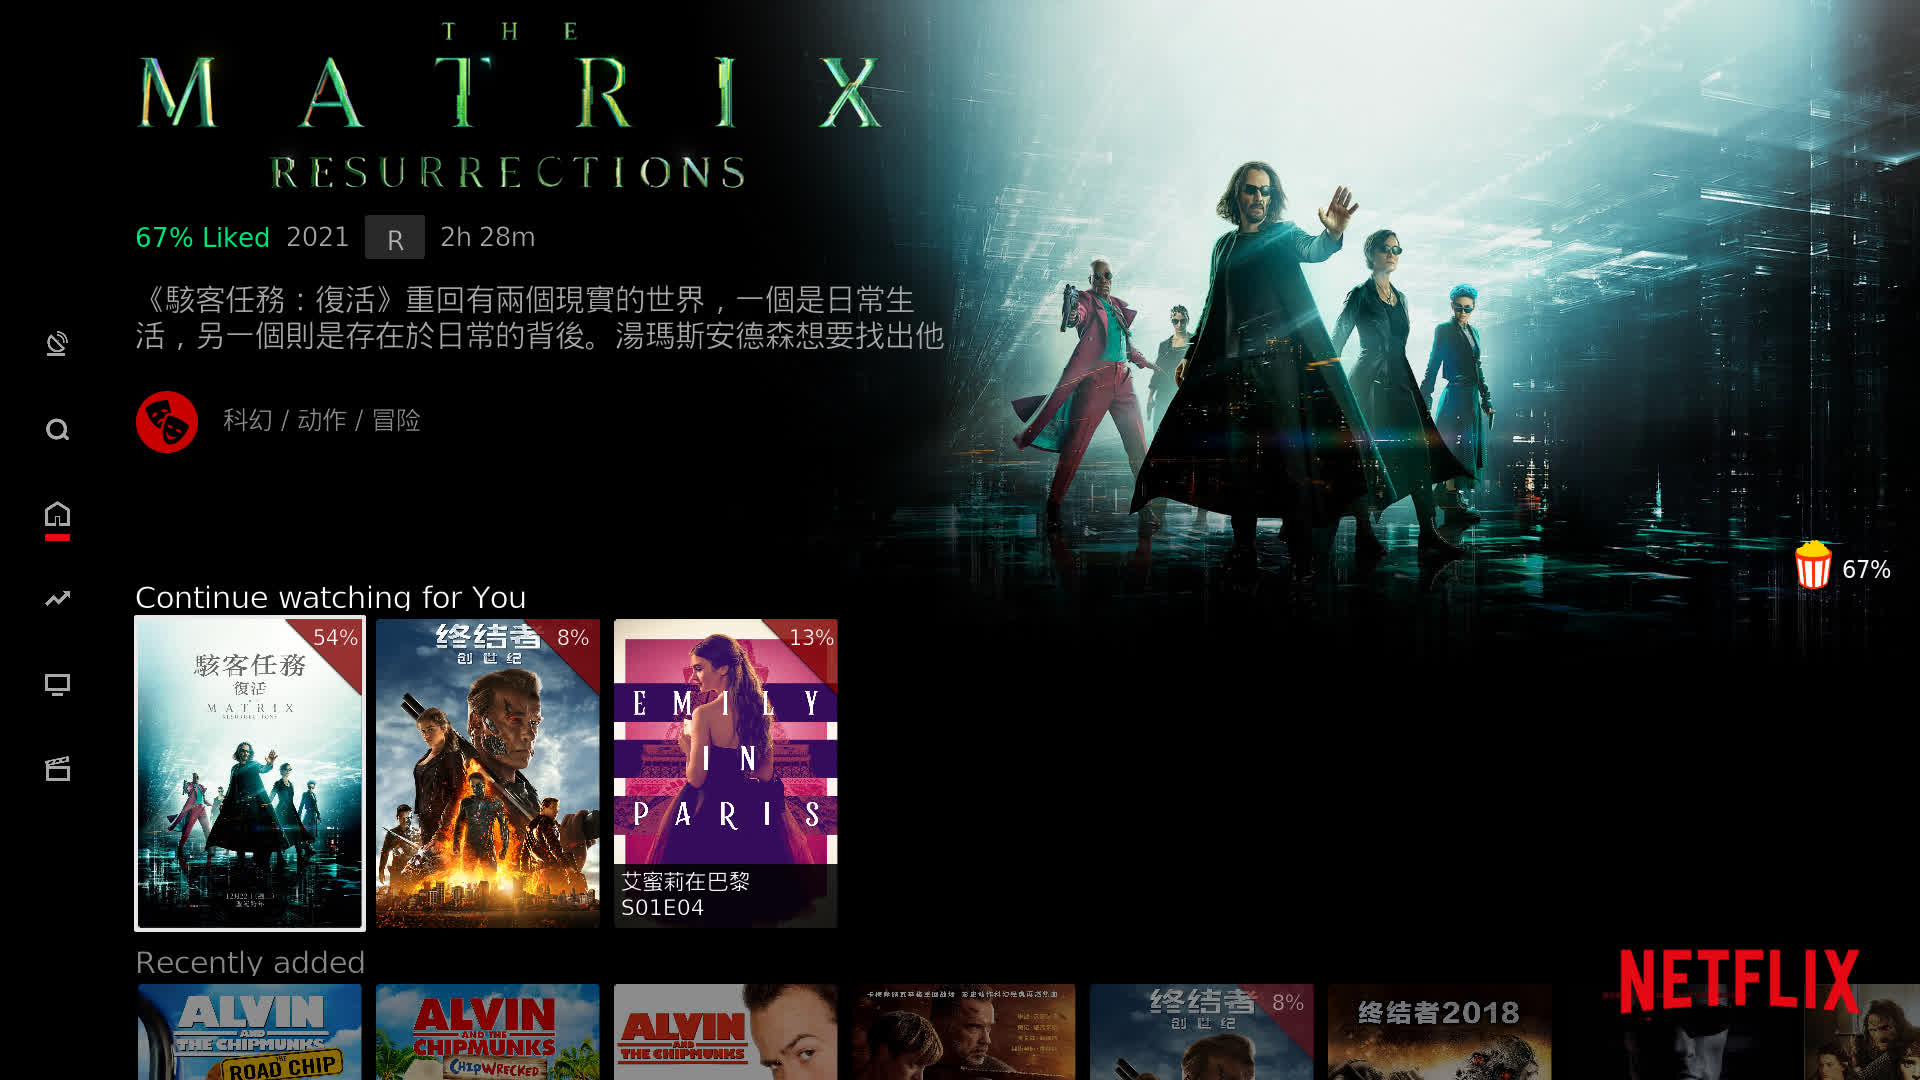 THE
MATRIX
RESURRECTIONS
67% Liked 2021 R 2h 28m
《駭客任務：復活》重回有兩個現實的世界，一個是日常生
活，另一個則是存在於日常的背後。湯瑪斯安德森想要找出他
科幻 / 动作 / 冒险
67%
Continue watching for You
54%
駭客任務
復活
MATRIX
RESURRECTIONS
8%
终结者
创世纪
13%
EMILY
IN
PARIS
艾蜜莉在巴黎
S01E04
Recently added
NETFLIX
ALVIN
AND
THE CHIPMUNKS
THE
ROAD CHIP
ALVIN
AND THE
CHIPMUNKS
CHIPWRECKED
ALVIN
AND
THE CHIPMUNKS
终结者
创世纪
8%
终结者2018